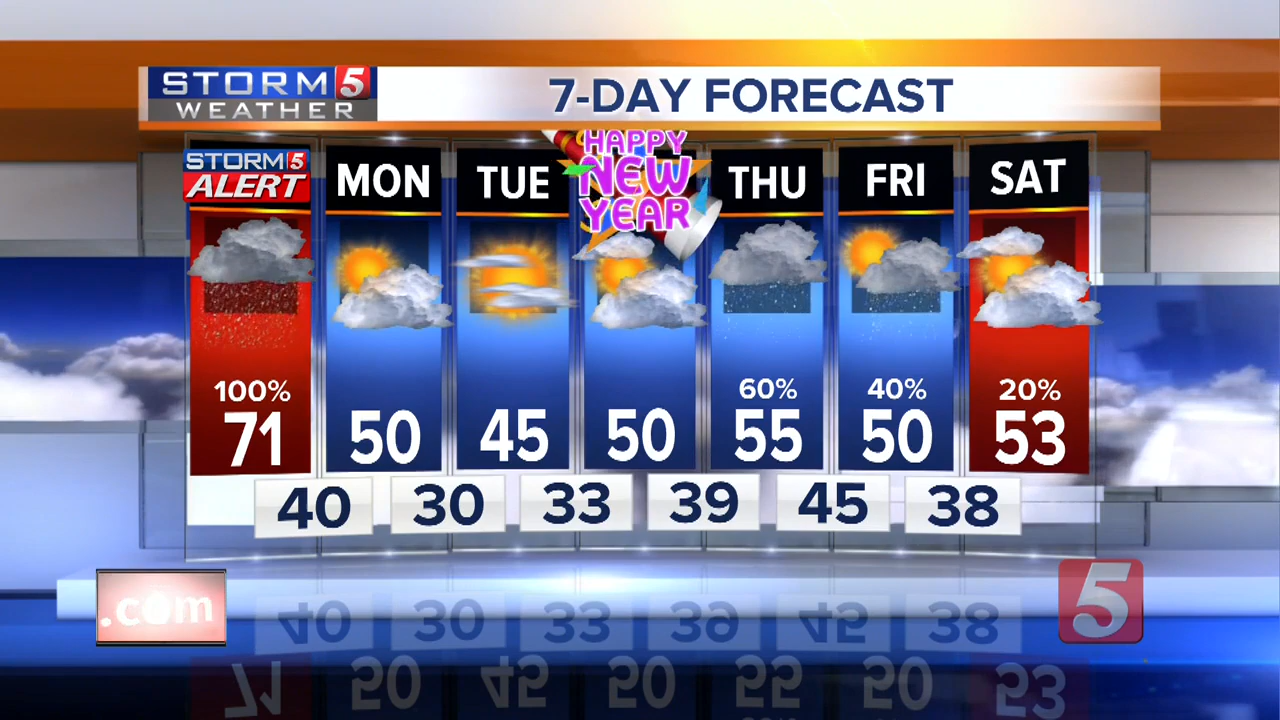 STORM 5
WEATHER
7-DAY FORECAST
STORM 5
ALERT
MON
TUE
HAPPY
NEW
YEAR
THU
FRI
SAT
100%
60%
40%
20%
71
50
45
50
55
50
53
40
30
33
39
45
38
.com
5